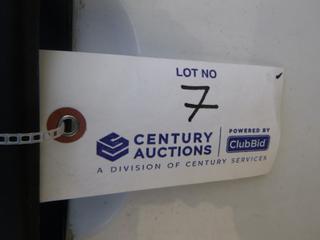 LOT NO
7
CENTURY
AUCTIONS
POWERED BY
ClubBid
A DIVISION OF CENTURY SERVICES